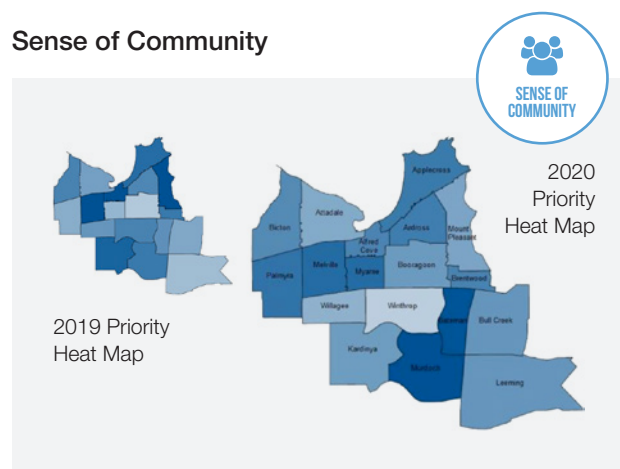 Sense of Community
SENSE OF
COMMUNITY
2020
Priority
Heat Map
2019 Priority
Heat Map
Applecross
Attadale
Bicton
Alfred
Cove
Ardross
Mount
Pleasant
Palmyra
Melville
Myaree
Booragoon
Brentwood
Willagee
Winthrop
Bateman
Bull Creek
Kardinya
Murdoch
Leeming